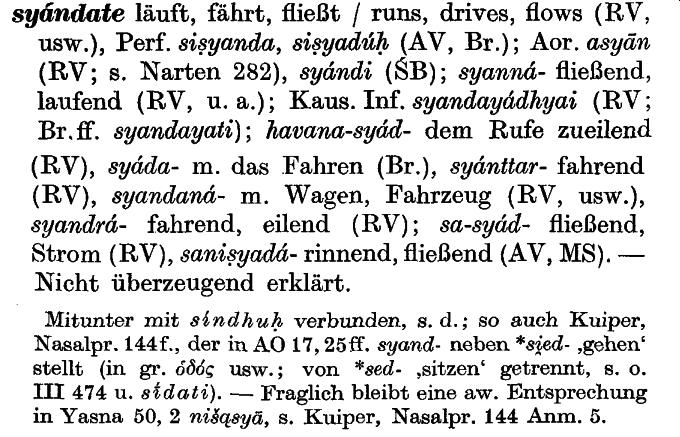 syándate läuft, fährt, fließt / runs, drives, flows (RV,
usw.), Perf. siṣyanda, siṣyadúḥ (AV, Br.); Aor. asyān
(RV; s. Narten 282), syándi (ŚB); syanná- fließend,
laufend (RV, u. a.); Kaus. Inf. syandayádhyai (RV;
Br.ff. syandayati); havana-syád- dem Rufe zueilend
(RV), syáda- m. das Fahren (Br.), syánttar- fahrend
(RV), syandaná- m. Wagen, Fahrzeug (RV, usw.),
syandrá- fahrend, eilend (RV); sa-syád- fließend,
Strom (RV), saniṣyadá- rinnend, fließend (AV, MS). —
Nicht überzeugend erklärt.
Mitunter mit síndhuḥ verbunden, s. d.; so auch Kuiper,
Nasalpr. 144f., der in AO 17, 25ff. syand- neben *si̯ed- ‚gehen‘
stellt (in gr. ὁδός usw.; von *sed- ‚sitzen‘ getrennt, s. o.
III 474 u. sī́dati). — Fraglich bleibt eine aw. Entsprechung
in Yasna 50, 2 nišąsyā, s. Kuiper, Nasalpr. 144 Anm. 5.